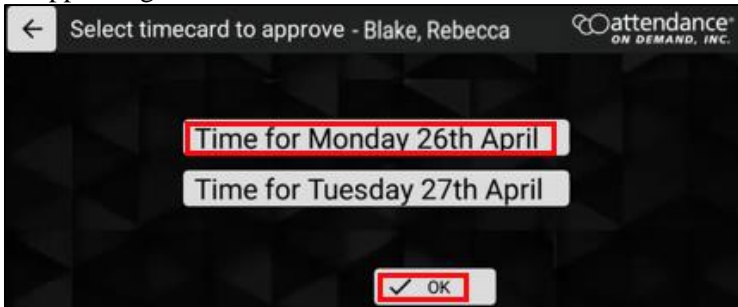 Select timecard to approve - Blake, Rebecca
attendance
ON DEMAND, INC.
Time for Monday 26th April
Time for Tuesday 27th April
OK